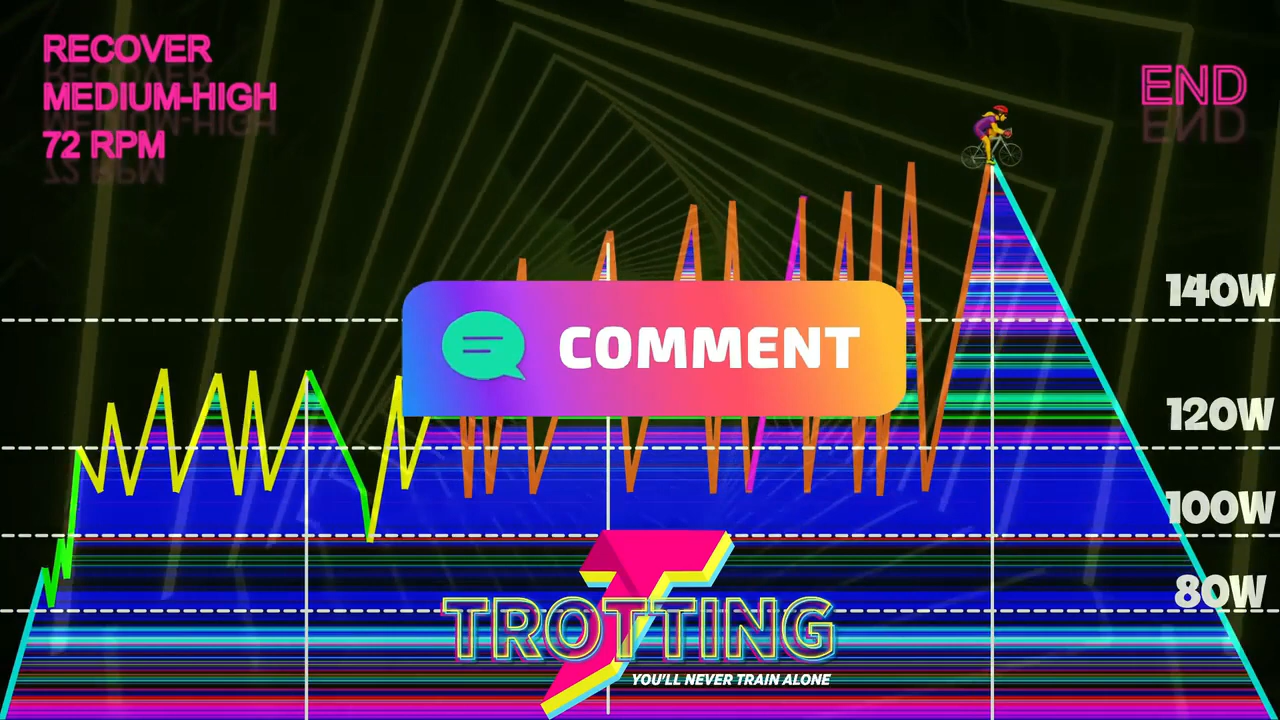 RECOVER
MEDIUM-HIGH
72 RPM
END
140W
COMMENT
120W
100W
80W
TROTTING
YOU'LL NEVER TRAIN ALONE